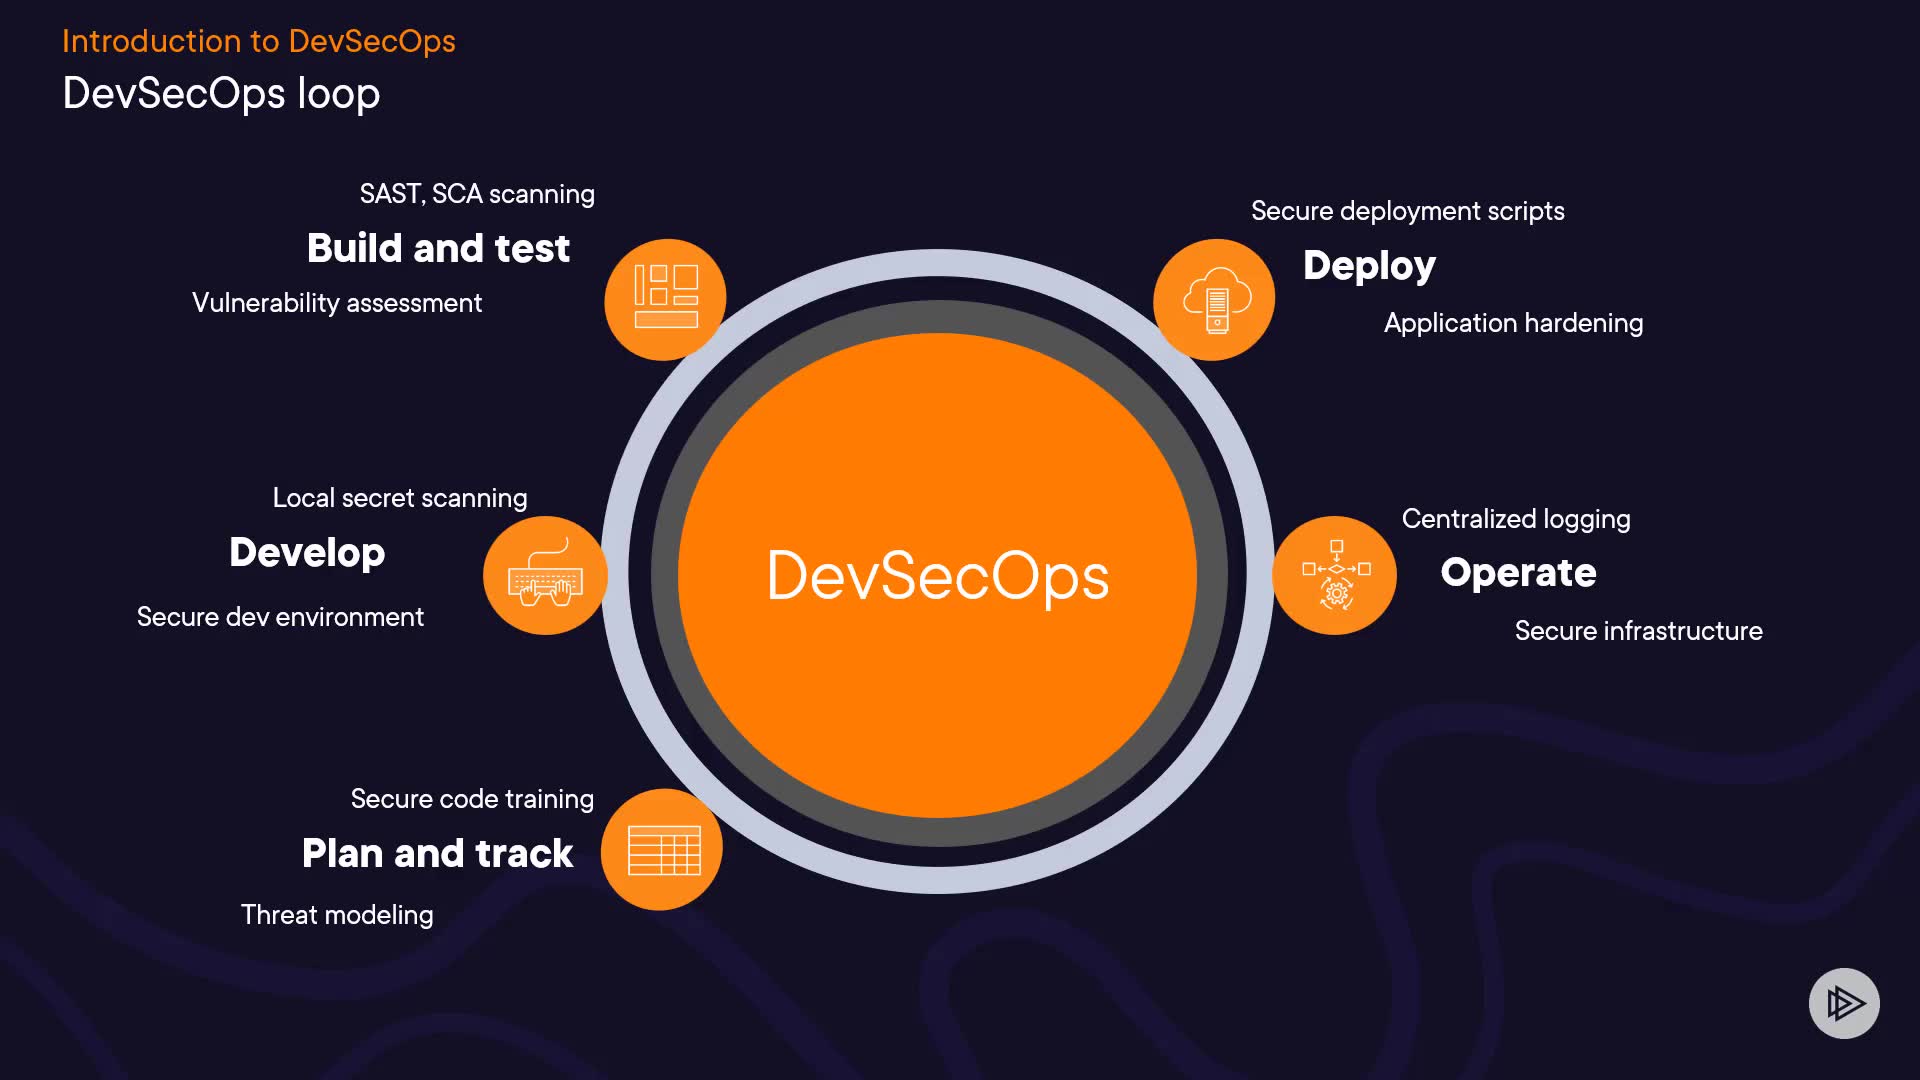 Introduction to DevSecOps
DevSecOps loop
SAST, SCA scanning
Build and test
Vulnerability assessment
Local secret scanning
Develop
Secure dev environment
Secure code training
Plan and track
Threat modeling
DevSecOps
Secure deployment scripts
Deploy
Application hardening
Centralized logging
Operate
Secure infrastructure